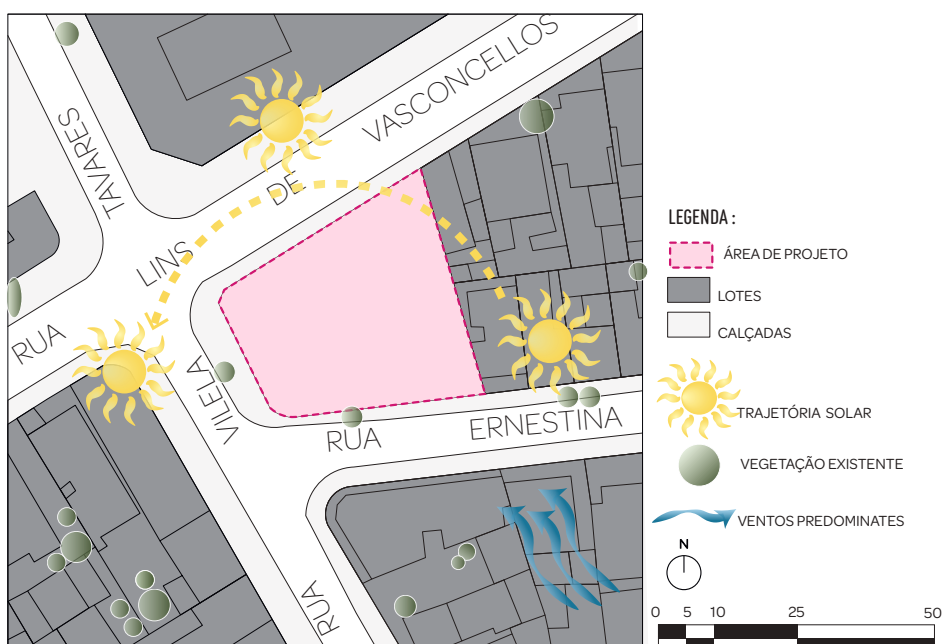 TAVARES
VASCONCELLOS
DE
LINS
RUA
VILELA
RUA
ERNESTINA
RUA
LEGENDA :
ÁREA DE PROJETO
LOTES
CALÇADAS
TRAJETÓRIA SOLAR
VEGETAÇÃO EXISTENTE
VENTOS PREDOMINATES
N
0 5 10 25 50